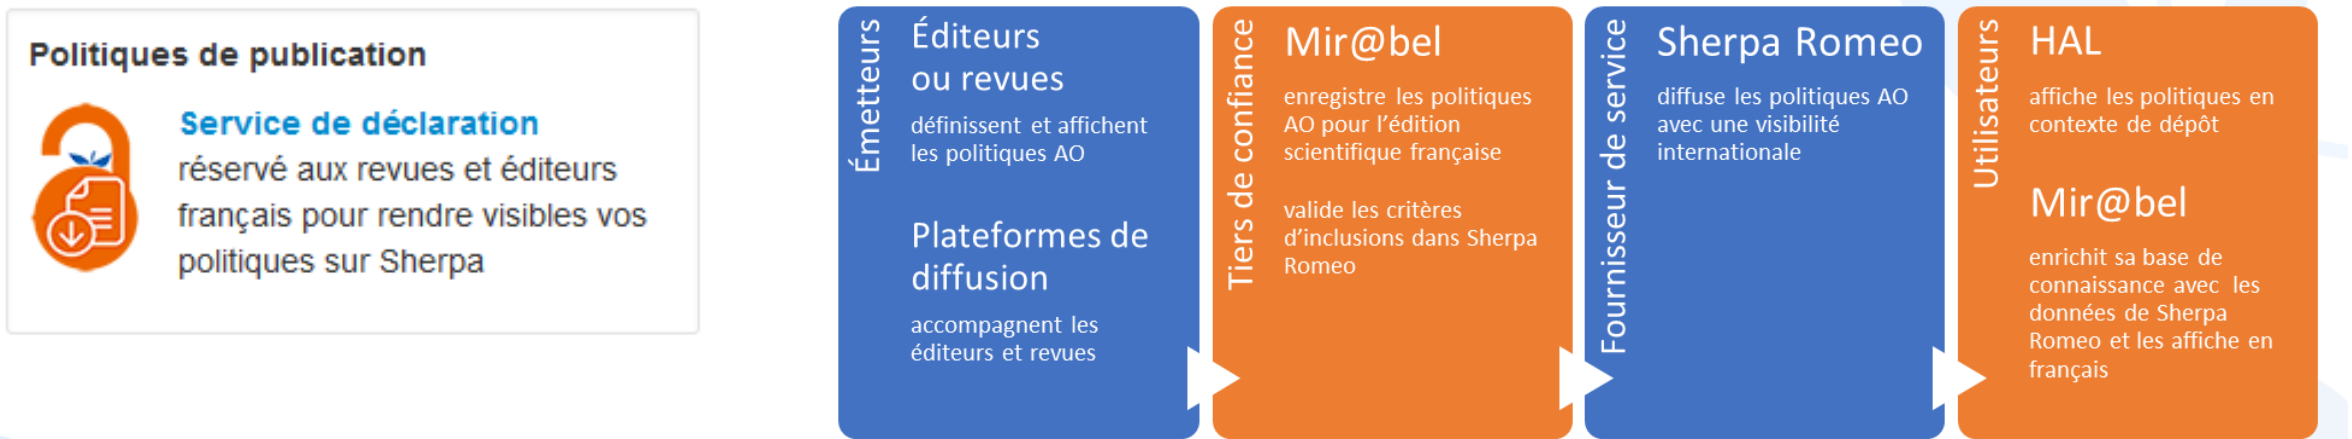 Politiques de publication
Service de déclaration
réservé aux revues et éditeurs
français pour rendre visibles vos
politiques sur Sherpa
Émetteurs
Éditeurs
ou revues
définissent et affichent
les politiques AO
Plateformes de
diffusion
accompagnent les
éditeurs et revues
Tiers de confiance
Mir@bel
enregistre les politiques
AO pour l'édition
scientifique française
valide les critères
d'inclusions dans Sherpa
Romeo
Fournisseur de service
Sherpa Romeo
diffuse les politiques AO
avec une visibilité
internationale
Utilisateurs
HAL
affiche les politiques en
contexte de dépôt
Mir@bel
enrichit sa base de
connaissance avec les
données de Sherpa
Romeo et les affiche en
français